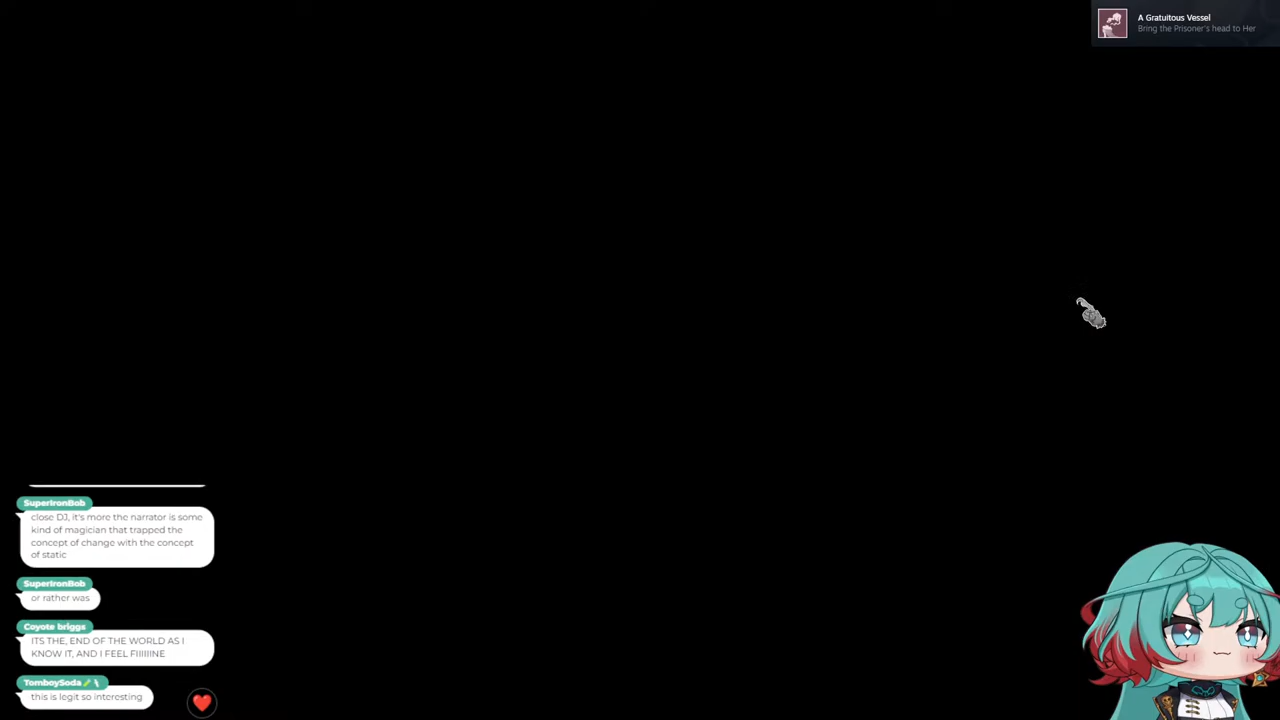 A Gratuitous Vessel
Bring the Prisoner's head to Her
SuperIronBob
close DJ, it's more the narrator is some
kind of magician that trapped the
concept of change with the concept
of static
SuperIronBob
or rather was
Coyote briggs
ITS THE, END OF THE WORLD AS I
KNOW IT, AND I FEEL FIIIIIINE
TomboySoda
this is legit so interesting